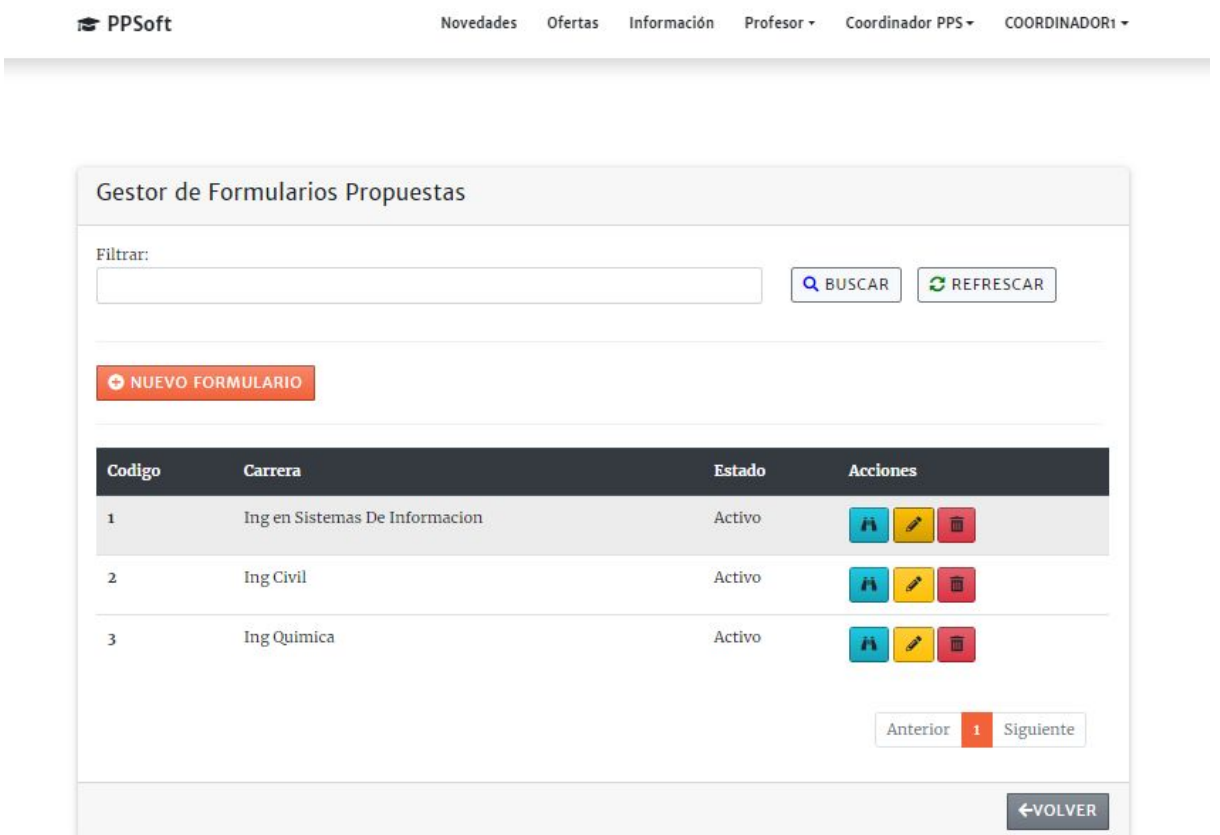 PPSoft Novedades Ofertas Información Profesor Coordinador PPS COORDINADOR1
Gestor de Formularios Propuestas
Filtrar:
BUSCAR REFRESCAR
NUEVO FORMULARIO
Codigo Carrera Estado Acciones
1 Ing en Sistemas De Informacion Activo
2 Ing Civil Activo
3 Ing Quimica Activo
Anterior 1 Siguiente
VOLVER